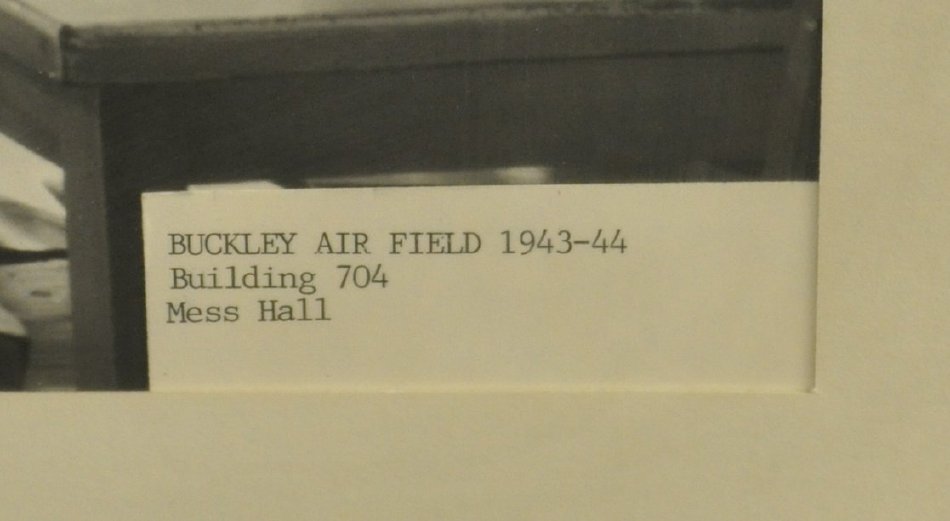 BUCKLEY AIR FIELD 1943-44
Building 704
Mess Hall